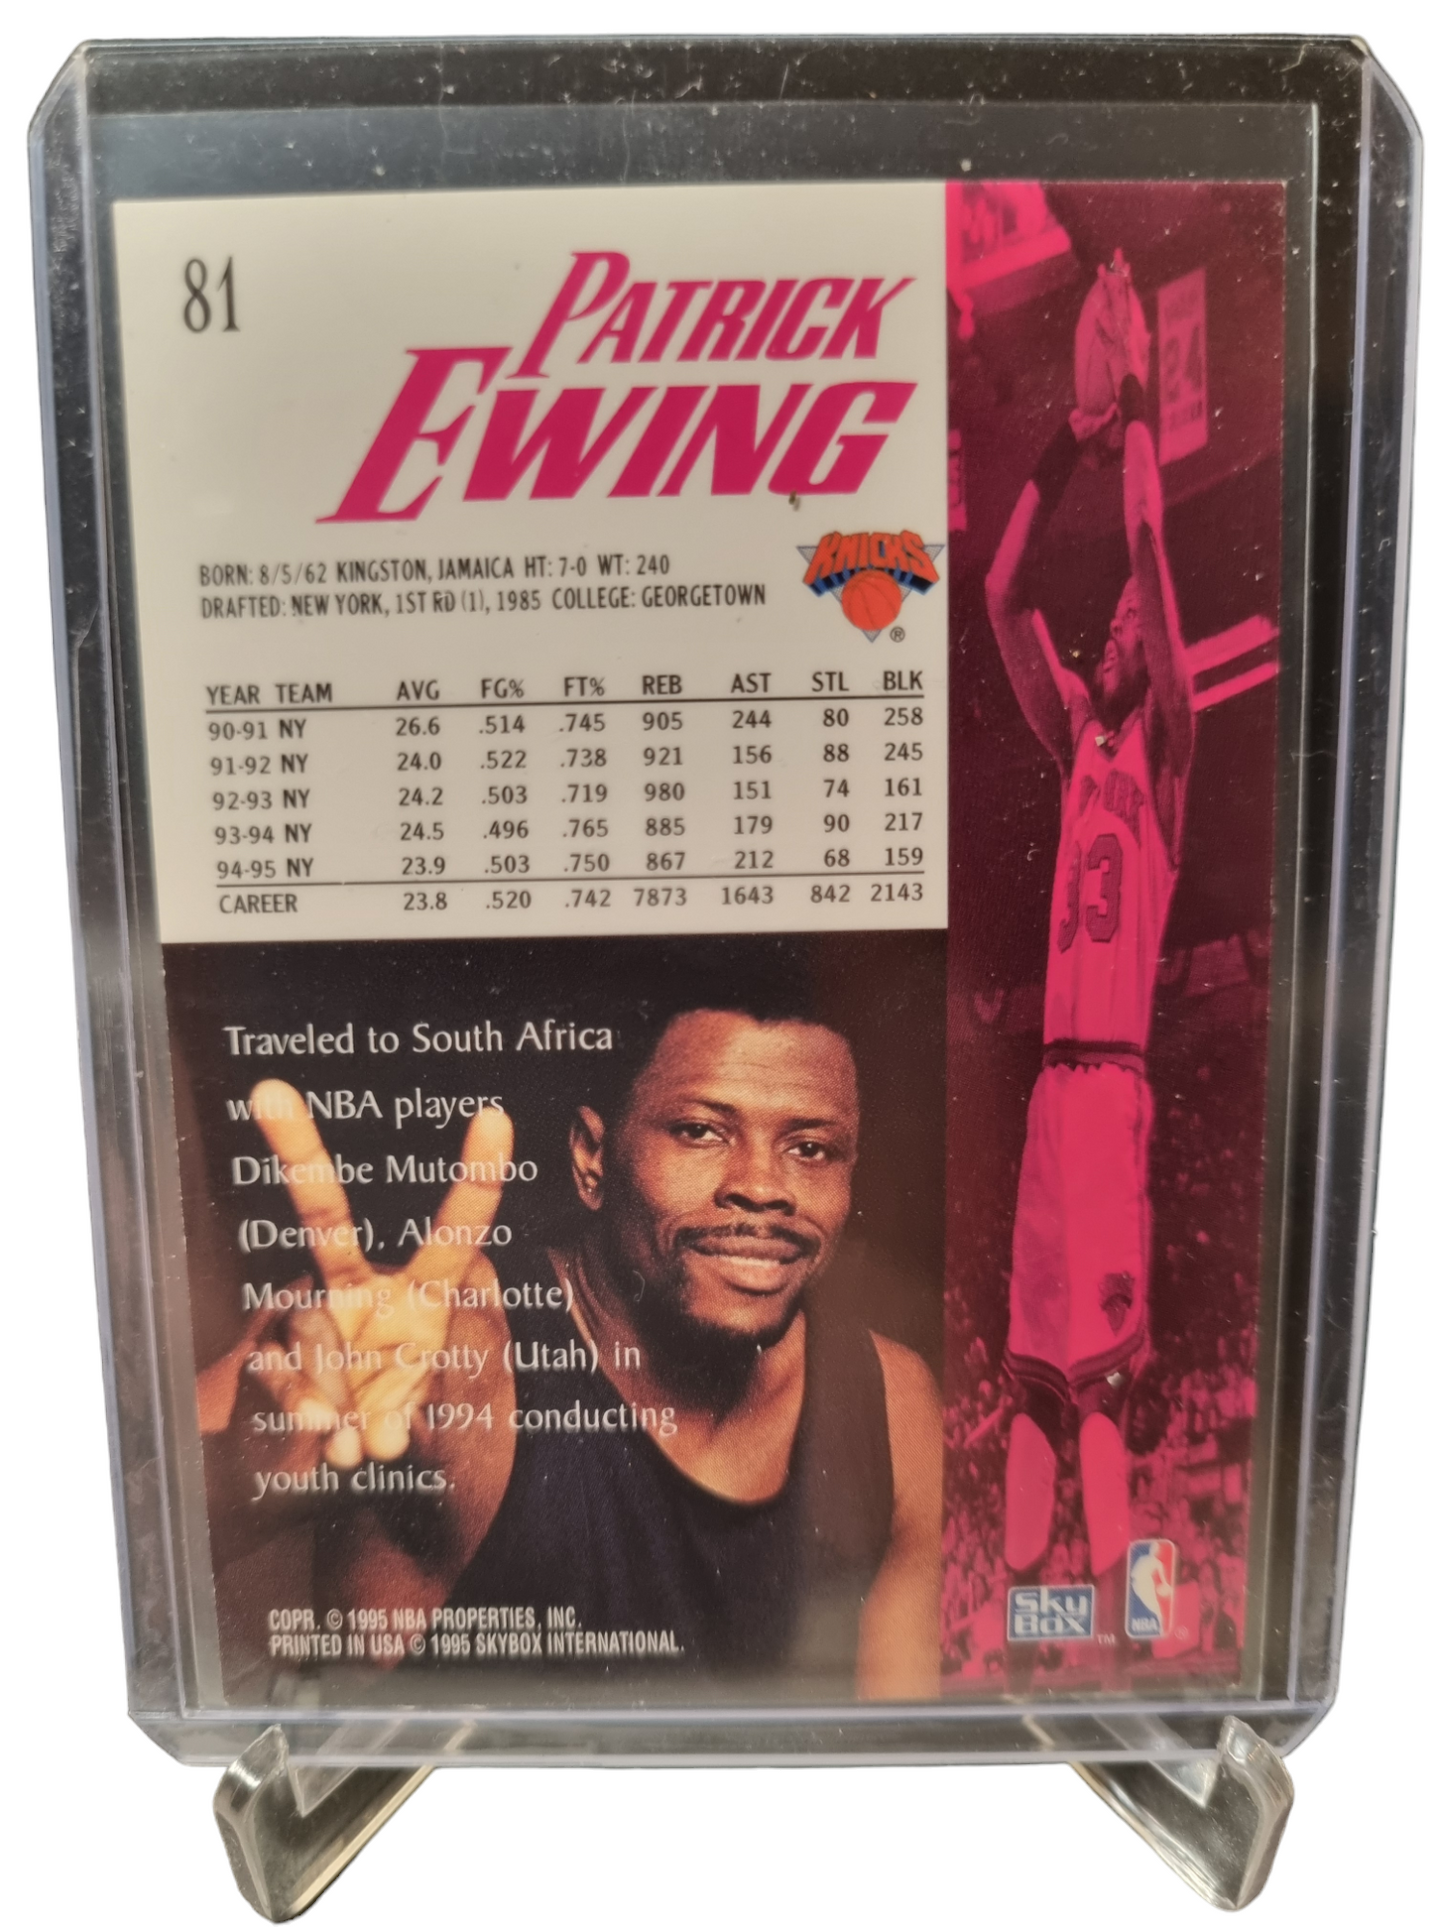 81
PATRICK
EWING
KNICKS
®
BORN: 8/5/62 KINGSTON, JAMAICA HT: 7-0 WT: 240
DRAFTED: NEW YORK, 1ST RD (1), 1985 COLLEGE: GEORGETOWN
YEAR TEAM AVG FG% FT% REB AST STL BLK
90-91 NY 26.6 .514 .745 905 244 80 258
91-92 NY 24.0 .522 .738 921 156 88 245
92-93 NY 24.2 .503 .719 980 151 74 161
93-94 NY 24.5 .496 .765 885 179 90 217
94-95 NY 23.9 .503 .750 867 212 68 159
CAREER 23.8 .520 .742 7873 1643 842 2143
Traveled to South Africa
with NBA players
Dikembe Mutombo
(Denver), Alonzo
Mourning (Charlotte)
and John Crotty (Utah) in
summer of 1994 conducting
youth clinics.
COPR. © 1995 NBA PROPERTIES, INC.
PRINTED IN USA © 1995 SKYBOX INTERNATIONAL.
33
SkyBox TM
NBA ®